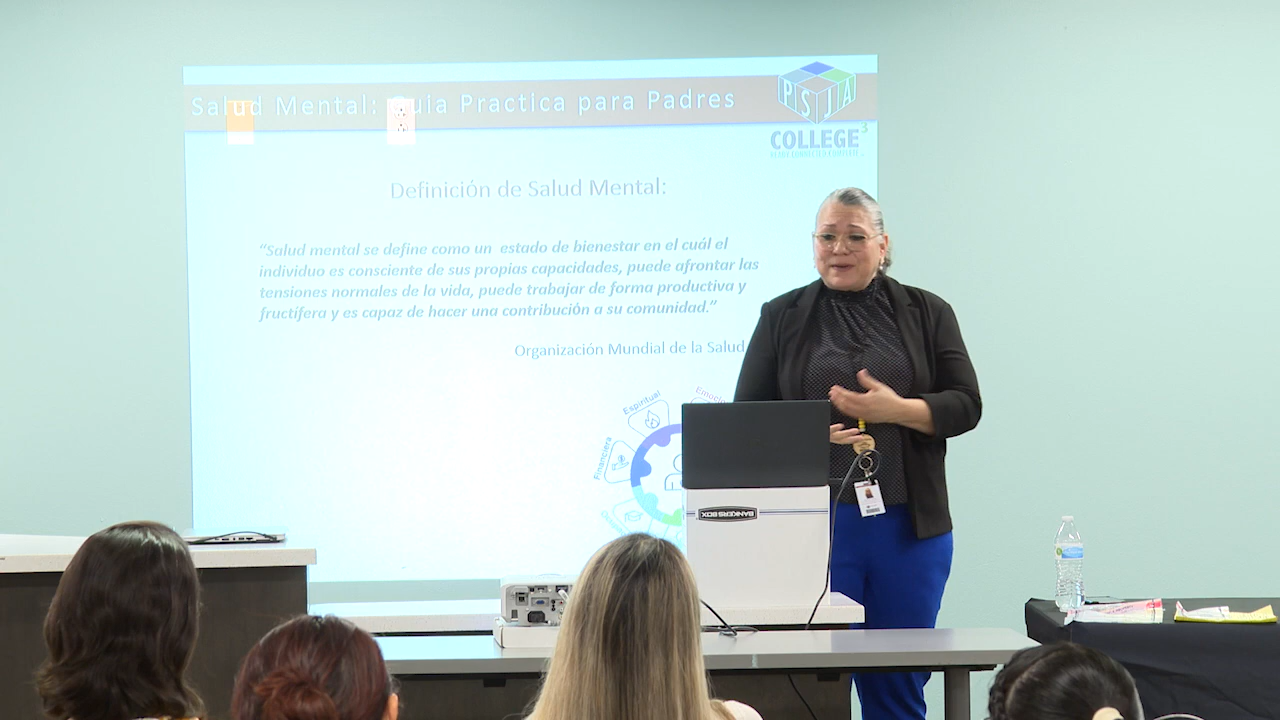 Salud Mental: Guia Practica para Padres
PSJA
COLLEGE³
Definición de Salud Mental:
“Salud mental se define como un estado de bienestar en el cuál el
individuo es consciente de sus propias capacidades, puede afrontar las
tensiones normales de la vida, puede trabajar de forma productiva y
fructífera y es capaz de hacer una contribución a su comunidad.”
Organización Mundial de la Salud
Espiritual
Financiera
BANKERS BOX